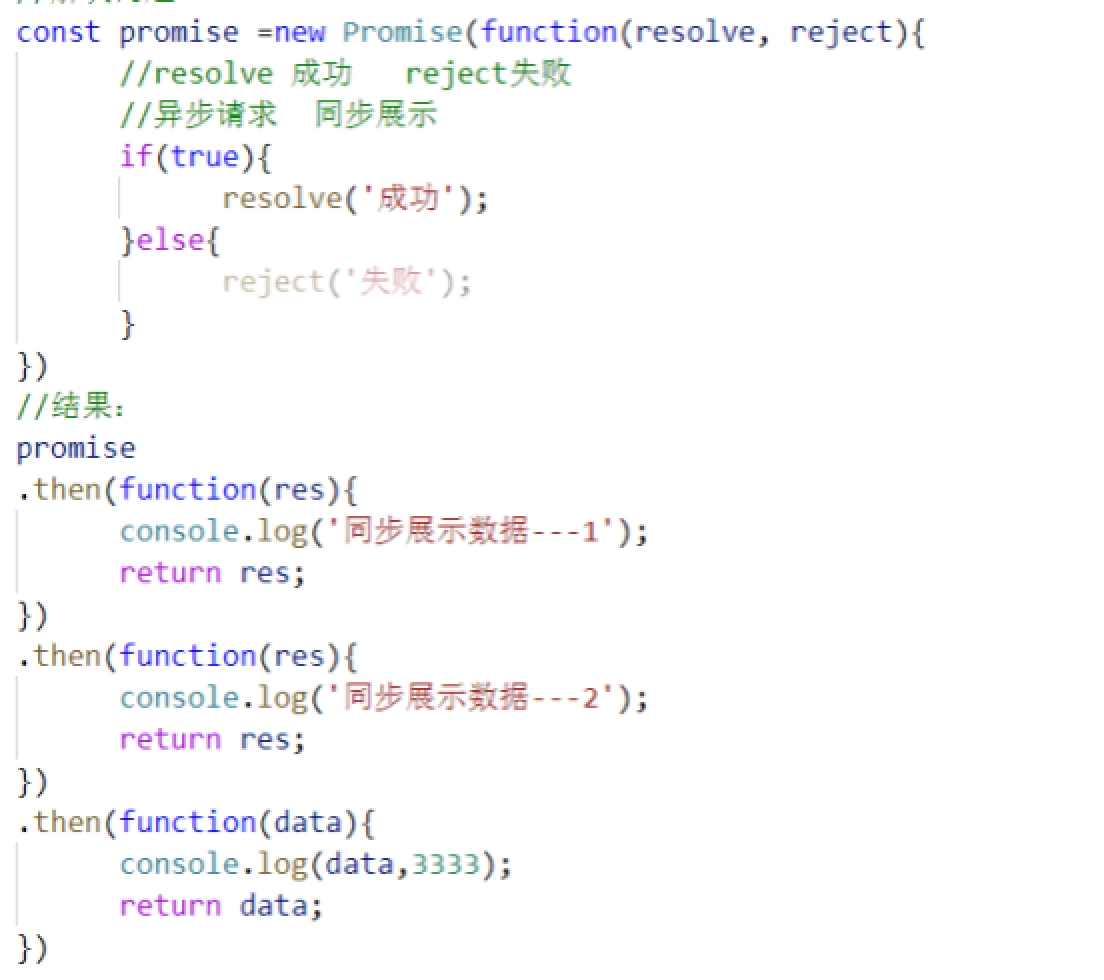 const promise =new Promise(function(resolve, reject){
//resolve 成功 reject失败
//异步请求 同步展示
if(true){
resolve('成功');
}else{
reject('失败');
}
})
//结果：
promise
.then(function(res){
console.log('同步展示数据---1');
return res;
})
.then(function(res){
console.log('同步展示数据---2');
return res;
})
.then(function(data){
console.log(data,3333);
return data;
})